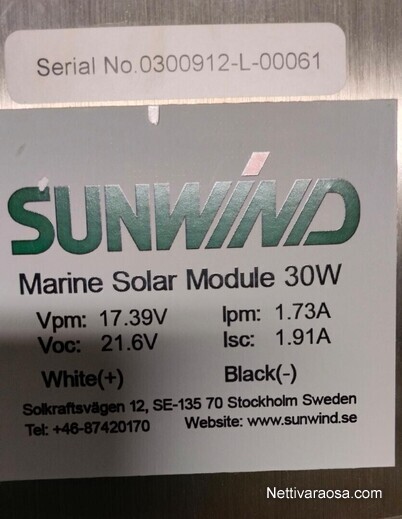 Serial No.0300912-L-00061
SUNWIND
Marine Solar Module 30W
Vpm: 17.39V Ipm: 1.73A
Voc: 21.6V Isc: 1.91A
White(+) Black(-)
Solkraftsvägen 12, SE-135 70 Stockholm Sweden
Tel: +46-87420170 Website: www.sunwind.se
Nettivaraosa.com